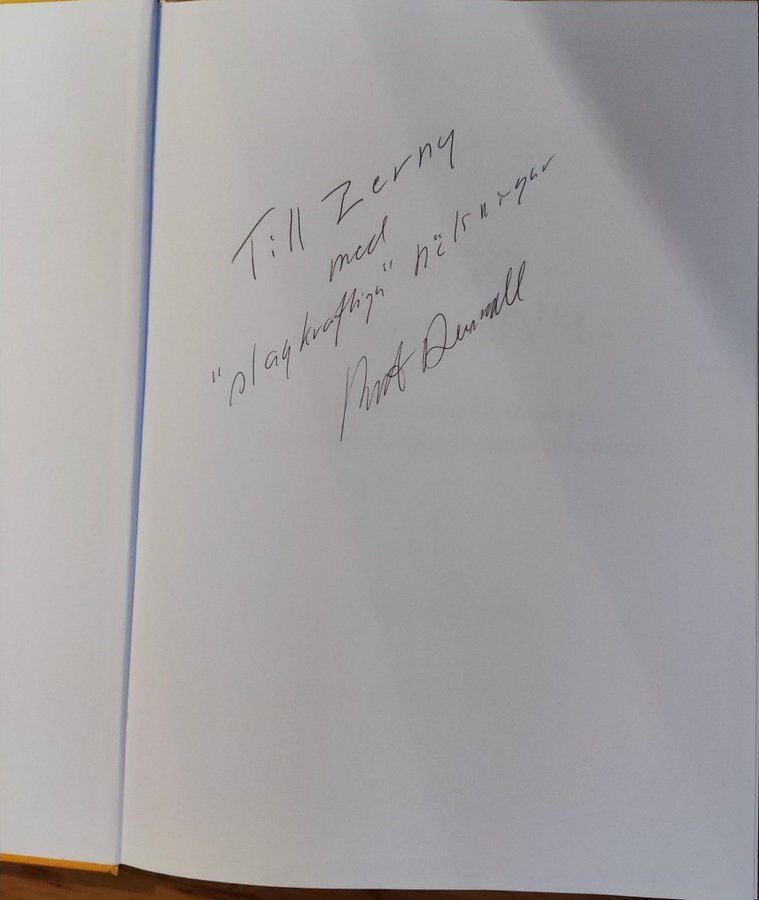 Till Zerny
med
"slagkraftiga" hälsningar